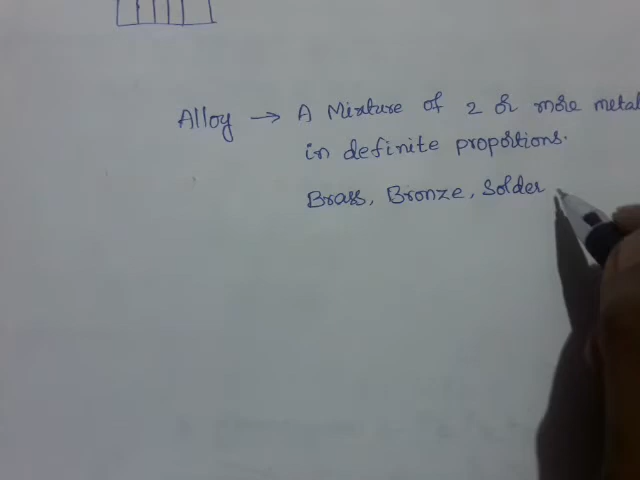 Alloy → A Mixture of 2 or more metal
in definite proportions.
Brass, Bronze, Solder